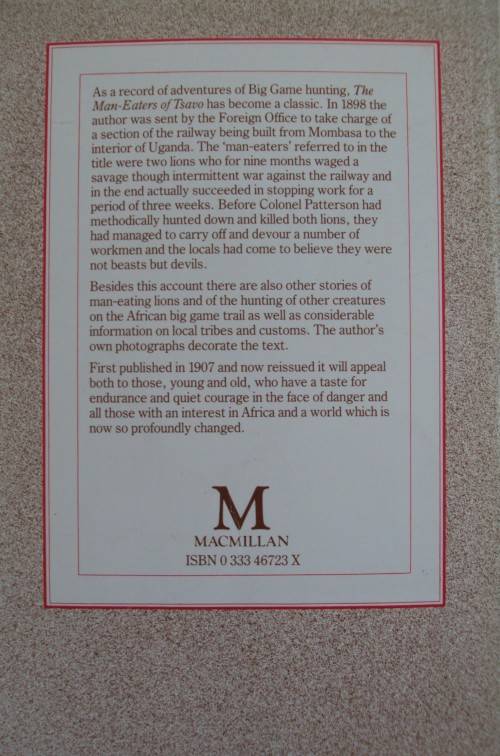 As a record of adventures of Big Game hunting, The
Man-Eaters of Tsavo has become a classic. In 1898 the
author was sent by the Foreign Office to take charge of
a section of the railway being built from Mombasa to the
interior of Uganda. The 'man-eaters' referred to in the
title were two lions who for nine months waged a
savage though intermittent war against the railway and
in the end actually succeeded in stopping work for a
period of three weeks. Before Colonel Patterson had
methodically hunted down and killed both lions, they
had managed to carry off and devour a number of
workmen and the locals had come to believe they were
not beasts but devils.
Besides this account there are also other stories of
man-eating lions and of the hunting of other creatures
on the African big game trail as well as considerable
information on local tribes and customs. The author's
own photographs decorate the text.
First published in 1907 and now reissued it will appeal
both to those, young and old, who have a taste for
endurance and quiet courage in the face of danger and
all those with an interest in Africa and a world which is
now so profoundly changed.
M
MACMILLAN
ISBN 0 333 46723 X